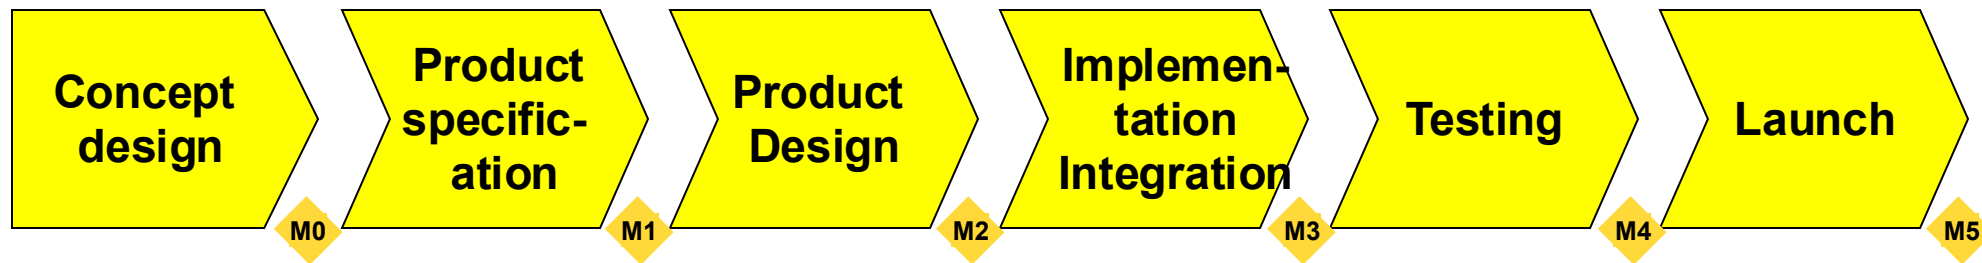 Concept
design
Product
specific-
ation
Product
Design
Implemen-
tation
Integration
Testing
Launch
M0
M1
M2
M3
M4
M5